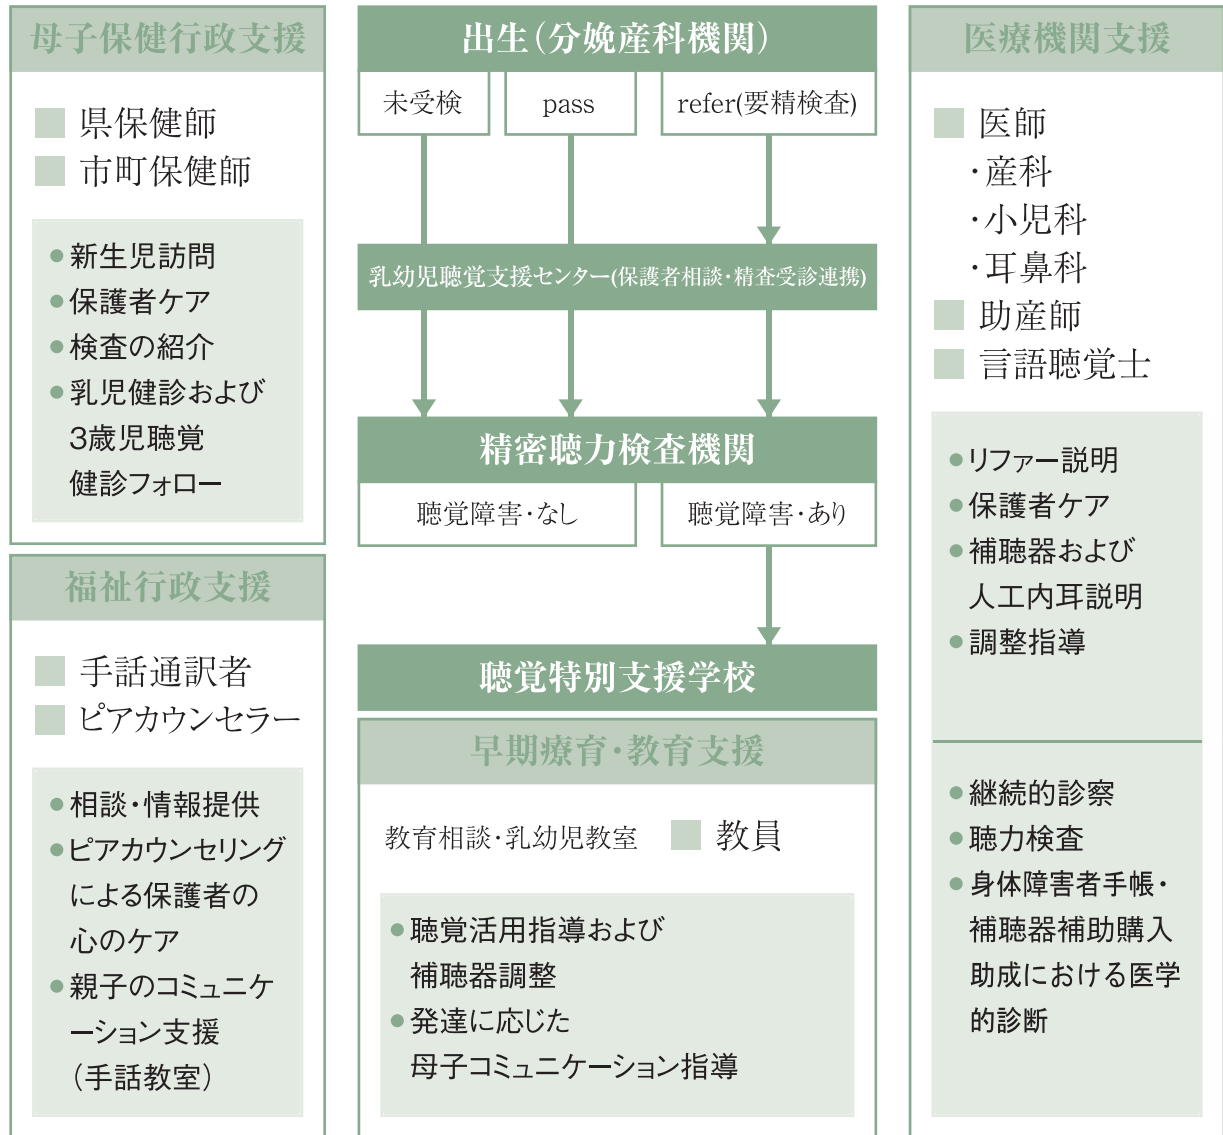 母子保健行政支援
県保健師
市町保健師
●新生児訪問
●保護者ケア
●検査の紹介
●乳児健診および
3歳児聴覚
健診フォロー
福祉行政支援
手話通訳者
ピアカウンセラー
●相談・情報提供
●ピアカウンセリング
による保護者の
心のケア
●親子のコミュニケ
ーション支援
（手話教室）
出生（分娩産科機関）
未受検
pass
refer(要精検査)
乳幼児聴覚支援センター(保護者相談・精査受診連携)
精密聴力検査機関
聴覚障害・なし
聴覚障害・あり
聴覚特別支援学校
早期療育・教育支援
教育相談・乳幼児教室
教員
●聴覚活用指導および
補聴器調整
●発達に応じた
母子コミュニケーション指導
医療機関支援
医師
・産科
・小児科
・耳鼻科
助産師
言語聴覚士
●リファー説明
●保護者ケア
●補聴器および
人工内耳説明
●調整指導
●継続的診察
●聴力検査
●身体障害者手帳・
補聴器補助購入
助成における医学
的診断